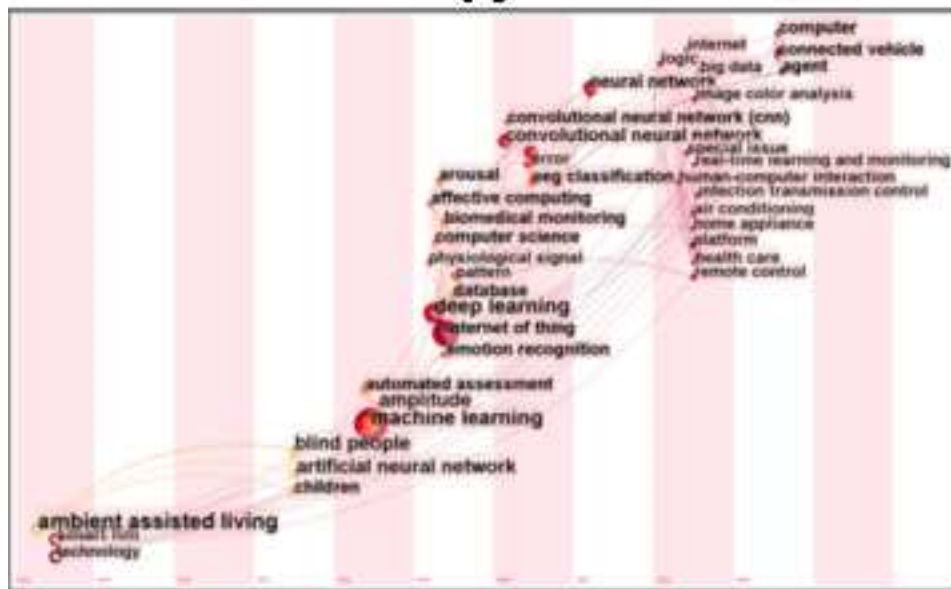 computer
internet
connected vehicle
logic
big data
agent
neural network
image color analysis
convolutional neural network (cnn)
convolutional neural network
special issue
error
real-time learning and monitoring
arousal
eeg classification
human-computer interaction
infection transmission control
affective computing
air conditioning
biomedical monitoring
home appliance
computer science
platform
physiological signal
health care
pattern
remote control
database
deep learning
internet of thing
emotion recognition
automated assessment
amplitude
machine learning
blind people
artificial neural network
children
ambient assisted living
technology